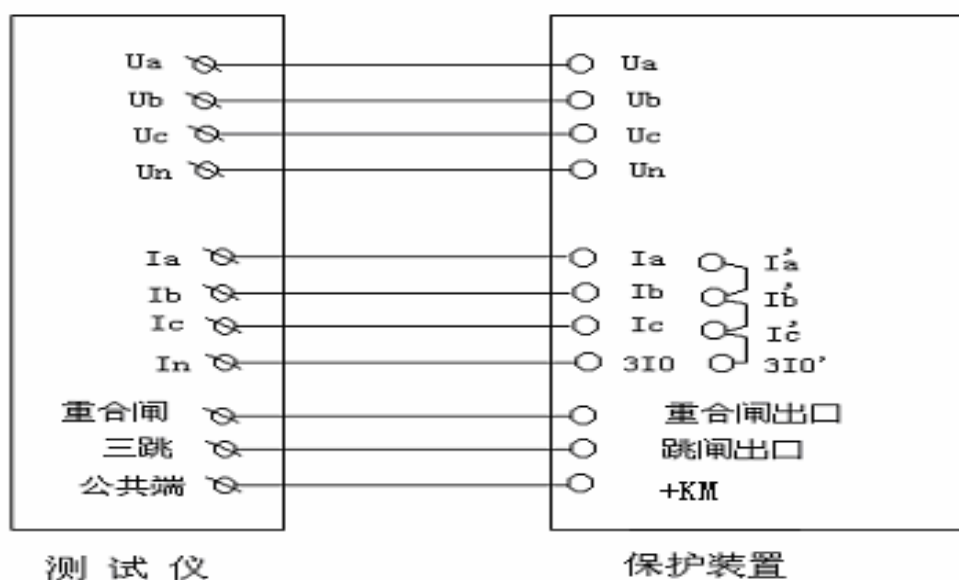 Ua Ua
Ub Ub
Uc Uc
Un Un
Ia Ia I'a
Ib Ib I'b
Ic Ic I'c
In 3I0 3I0'
重合闸 重合闸出口
三跳 跳闸出口
公共端 +KM
测 试 仪 保护装置